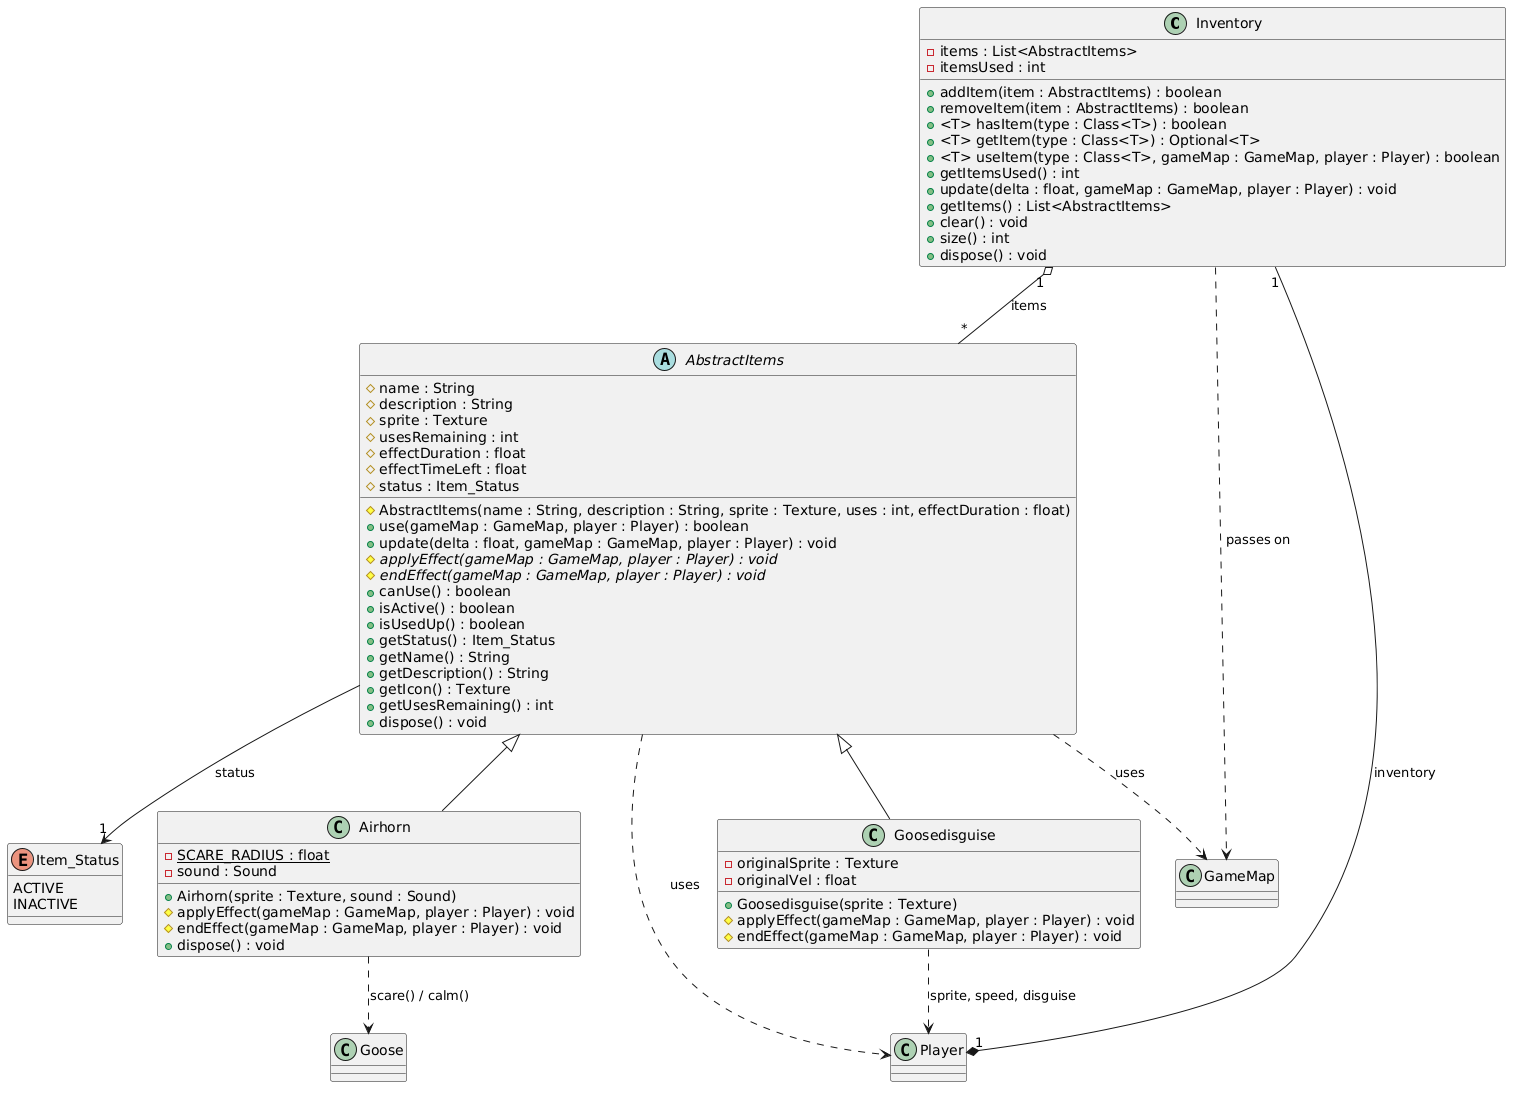 C Inventory
items : List<AbstractItems>
itemsUsed : int
addItem(item : AbstractItems) : boolean
removeItem(item : AbstractItems) : boolean
<T> hasItem(type : Class<T>) : boolean
<T> getItem(type : Class<T>) : Optional<T>
<T> useItem(type : Class<T>, gameMap : GameMap, player : Player) : boolean
getItemsUsed() : int
update(delta : float, gameMap : GameMap, player : Player) : void
getItems() : List<AbstractItems>
clear() : void
size() : int
dispose() : void
1
1
items
*
A AbstractItems
name : String
description : String
sprite : Texture
usesRemaining : int
effectDuration : float
effectTimeLeft : float
status : Item_Status
AbstractItems(name : String, description : String, sprite : Texture, uses : int, effectDuration : float)
use(gameMap : GameMap, player : Player) : boolean
update(delta : float, gameMap : GameMap, player : Player) : void
applyEffect(gameMap : GameMap, player : Player) : void
endEffect(gameMap : GameMap, player : Player) : void
canUse() : boolean
isActive() : boolean
isUsedUp() : boolean
getStatus() : Item_Status
getName() : String
getDescription() : String
getIcon() : Texture
getUsesRemaining() : int
dispose() : void
passes on
status
uses
inventory
1
E Item_Status
ACTIVE
INACTIVE
C Airhorn
SCARE_RADIUS : float
sound : Sound
Airhorn(sprite : Texture, sound : Sound)
applyEffect(gameMap : GameMap, player : Player) : void
endEffect(gameMap : GameMap, player : Player) : void
dispose() : void
uses
C Goosedisguise
originalSprite : Texture
originalVel : float
Goosedisguise(sprite : Texture)
applyEffect(gameMap : GameMap, player : Player) : void
endEffect(gameMap : GameMap, player : Player) : void
C GameMap
scare() / calm()
sprite, speed, disguise
C Goose
C Player
1